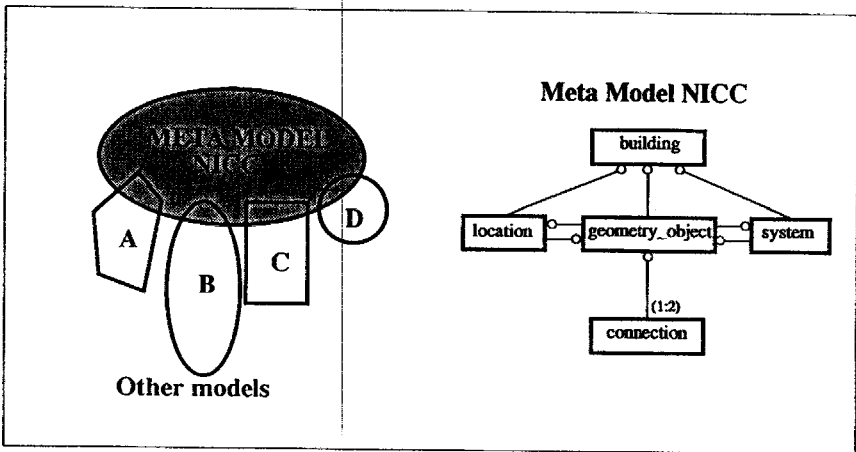 META MODEL
NICC
A
B
C
D
Other models
Meta Model NICC
building
location
geometry_object
system
(1:2)
connection